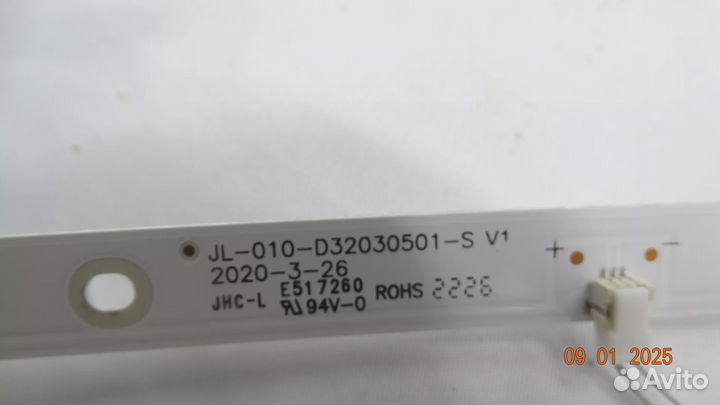 JL-010-D32030501-S V1
2020-3-26
JHC-L E517260 94V-0 ROHS 2226
+ -
09 01 2025
Avito